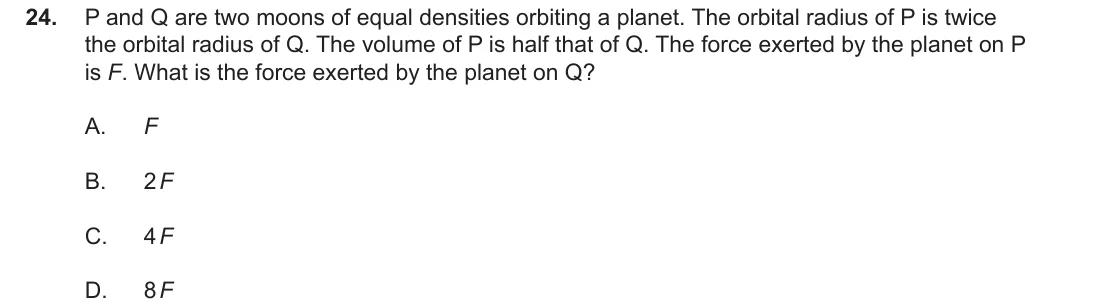 24. P and Q are two moons of equal densities orbiting a planet. The orbital radius of P is twice
the orbital radius of Q. The volume of P is half that of Q. The force exerted by the planet on P
is F. What is the force exerted by the planet on Q?
A. F
B. 2F
C. 4F
D. 8F